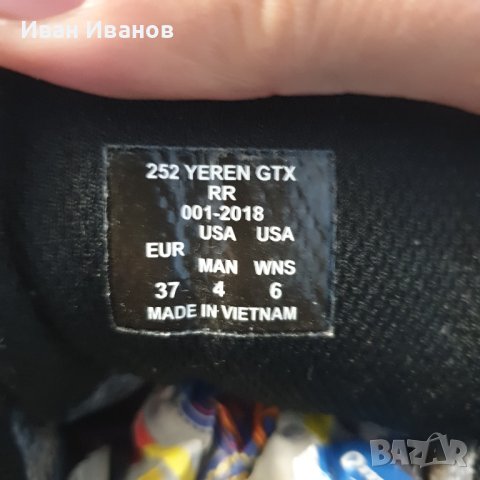 Иван Иванов
252 YEREN GTX
RR
001-2018
USA USA
EUR
MAN WNS
37 4 6
MADE IN VIETNAM
BAZAR